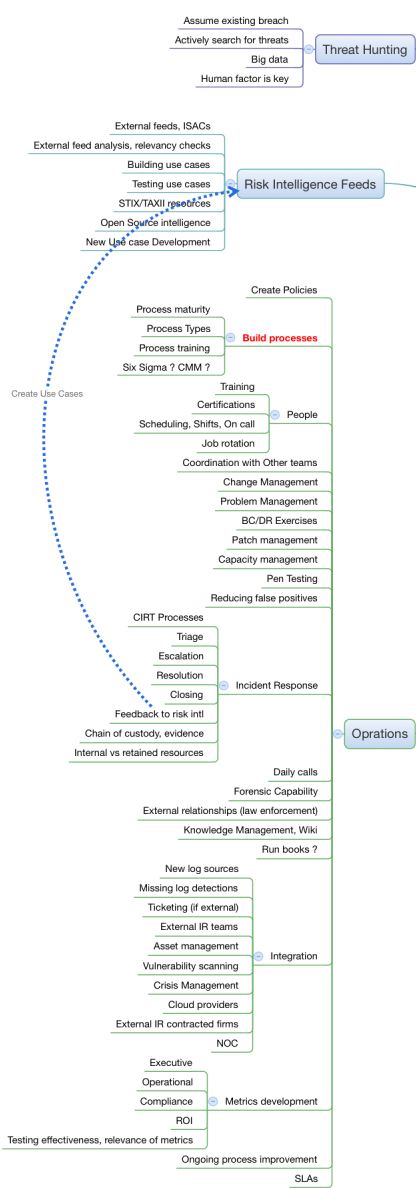 Assume existing breach
Actively search for threats
Big data
Human factor is key
Threat Hunting
External feeds, ISACs
External feed analysis, relevancy checks
Building use cases
Testing use cases
STIX/TAXII resources
Open Source intelligence
New Use case Development
Risk Intelligence Feeds
Create Use Cases
Create Policies
Process maturity
Process Types
Process training
Six Sigma ? CMM ?
Build processes
Training
Certifications
Scheduling, Shifts, On call
Job rotation
People
Coordination with Other teams
Change Management
Problem Management
BC/DR Exercises
Patch management
Capacity management
Pen Testing
Reducing false positives
CIRT Processes
Triage
Escalation
Resolution
Closing
Feedback to risk intl
Chain of custody, evidence
Internal vs retained resources
Incident Response
Oprations
Daily calls
Forensic Capability
External relationships (law enforcement)
Knowledge Management, Wiki
Run books ?
New log sources
Missing log detections
Ticketing (if external)
External IR teams
Asset management
Vulnerability scanning
Crisis Management
Cloud providers
External IR contracted firms
NOC
Integration
Executive
Operational
Compliance
ROI
Testing effectiveness, relevance of metrics
Metrics development
Ongoing process improvement
SLAs